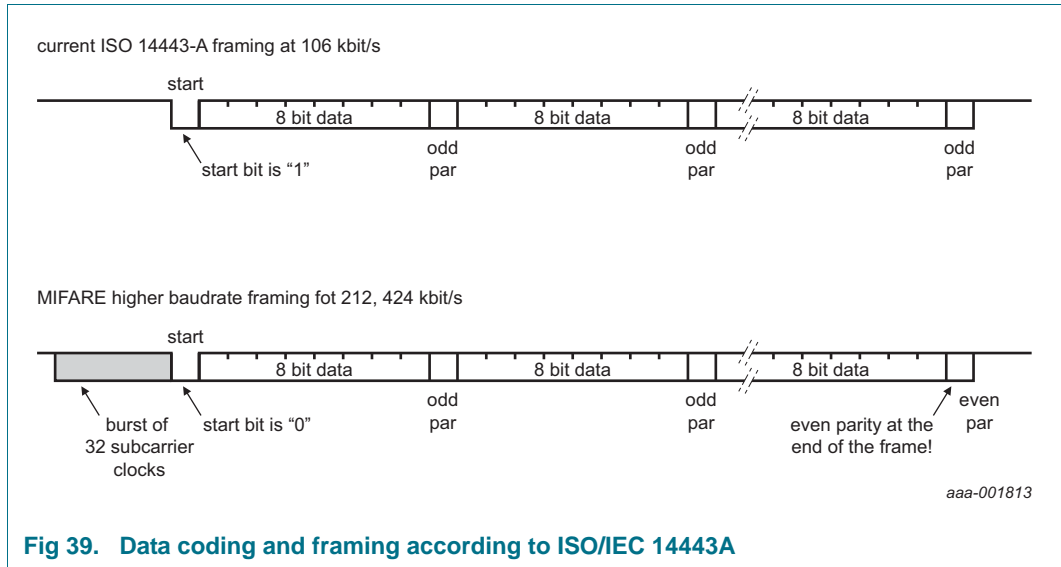 current ISO 14443-A framing at 106 kbit/s
start
8 bit data 8 bit data 8 bit data
start bit is “1”
odd par
odd par
odd par
MIFARE higher baudrate framing fot 212, 424 kbit/s
start
8 bit data 8 bit data 8 bit data
burst of
32 subcarrier
clocks
start bit is “0”
odd par
odd par
even parity at the
end of the frame!
even par
aaa-001813
Fig 39. Data coding and framing according to ISO/IEC 14443A